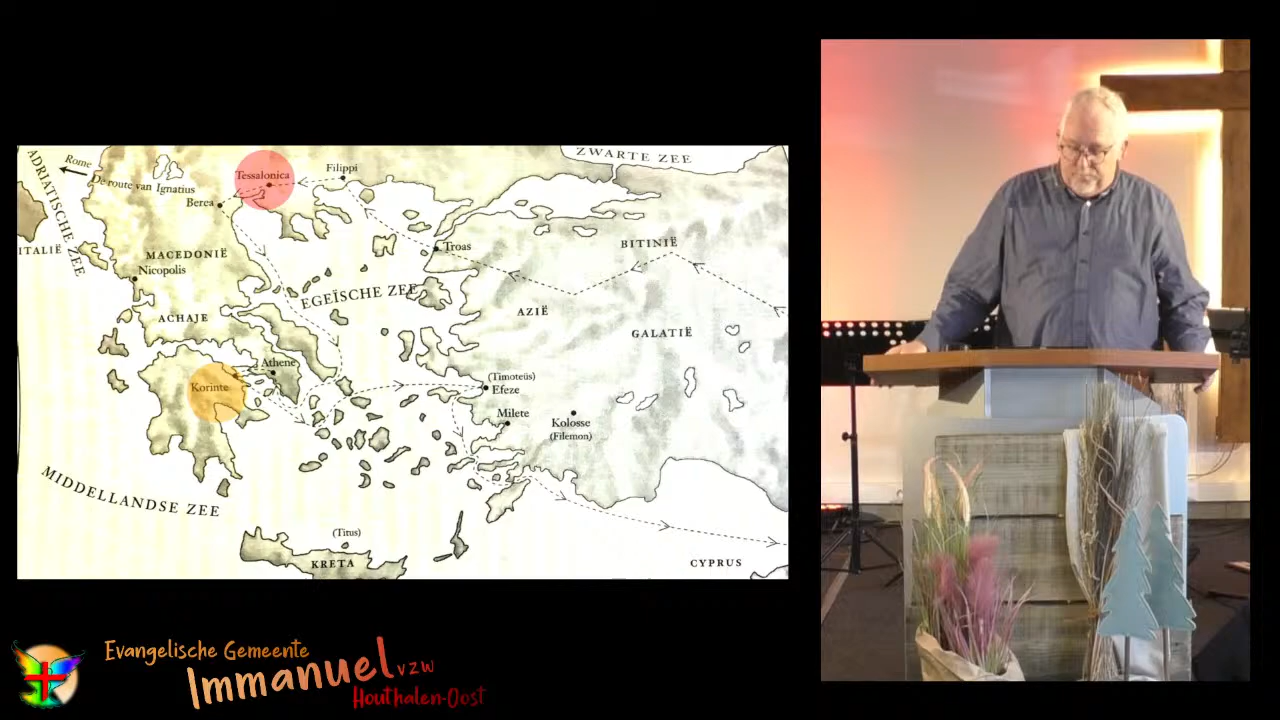 ZWARTE ZEE
ADRIATISCHE ZEE
Rome
De route van Ignatius
Tessalonica
Filippi
Berea
ITALIË
MACEDONIË
Nicopolis
Troas
BITINIË
EGEÏSCHE ZEE
AZIË
ACHAJE
GALATIË
Athene
Korinte
(Timoteüs)
Efeze
Milete
Kolosse
(Filemon)
MIDDELLANDSE ZEE
(Titus)
KRETA
CYPRUS
Evangelische Gemeente
Immanuel vzw
Houthalen-Oost